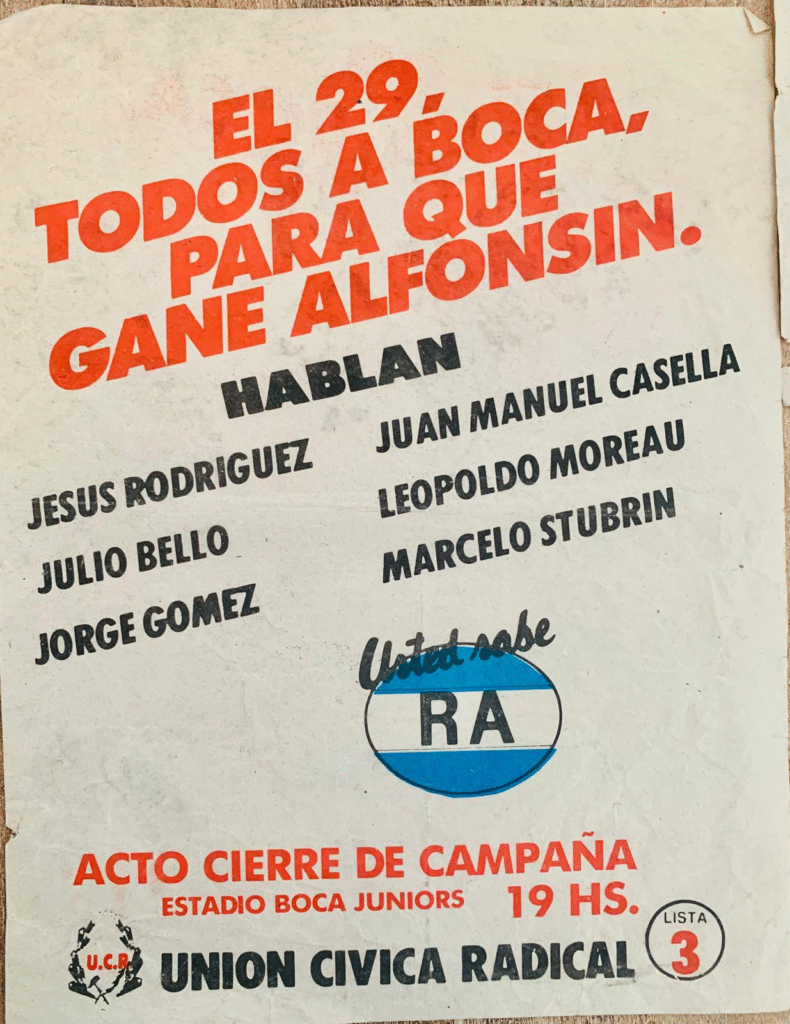 EL 29,
TODOS A BOCA,
PARA QUE
GANE ALFONSIN.
HABLAN
JESUS RODRIGUEZ
JULIO BELLO
JORGE GOMEZ
JUAN MANUEL CASELLA
LEOPOLDO MOREAU
MARCELO STUBRIN
Usted sabe
RA
ACTO CIERRE DE CAMPAÑA
ESTADIO BOCA JUNIORS 19 HS.
U.C.R
UNION CIVICA RADICAL
LISTA
3